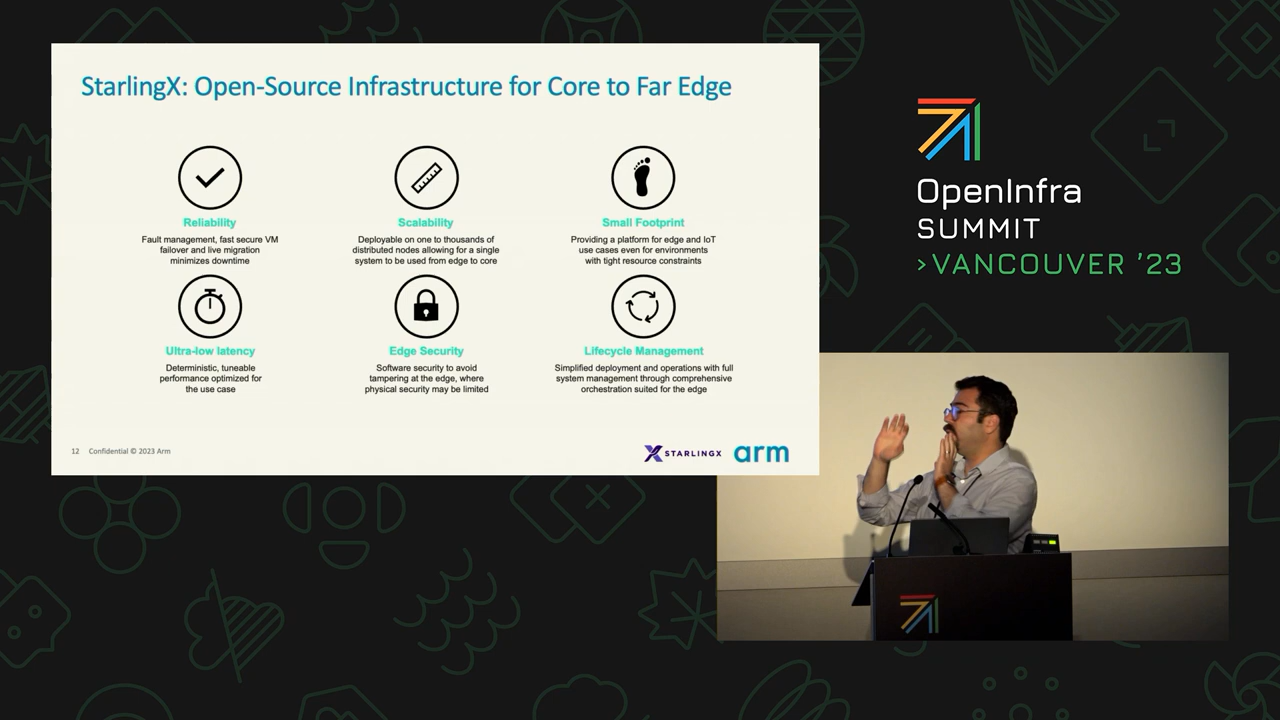 StarlingX: Open-Source Infrastructure for Core to Far Edge
Reliability
Fault management, fast secure VM
failover and live migration
minimizes downtime
Scalability
Deployable on one to thousands of
distributed nodes allowing for a single
system to be used from edge to core
Small Footprint
Providing a platform for edge and IoT
use cases even for environments
with tight resource constraints
Ultra-low latency
Deterministic, tuneable
performance optimized for
the use case
Edge Security
Software security to avoid
tampering at the edge, where
physical security may be limited
Lifecycle Management
Simplified deployment and operations with full
system management through comprehensive
orchestration suited for the edge
12 Confidential © 2023 Arm
STARLINGX
arm
OpenInfra
SUMMIT
>VANCOUVER ’23